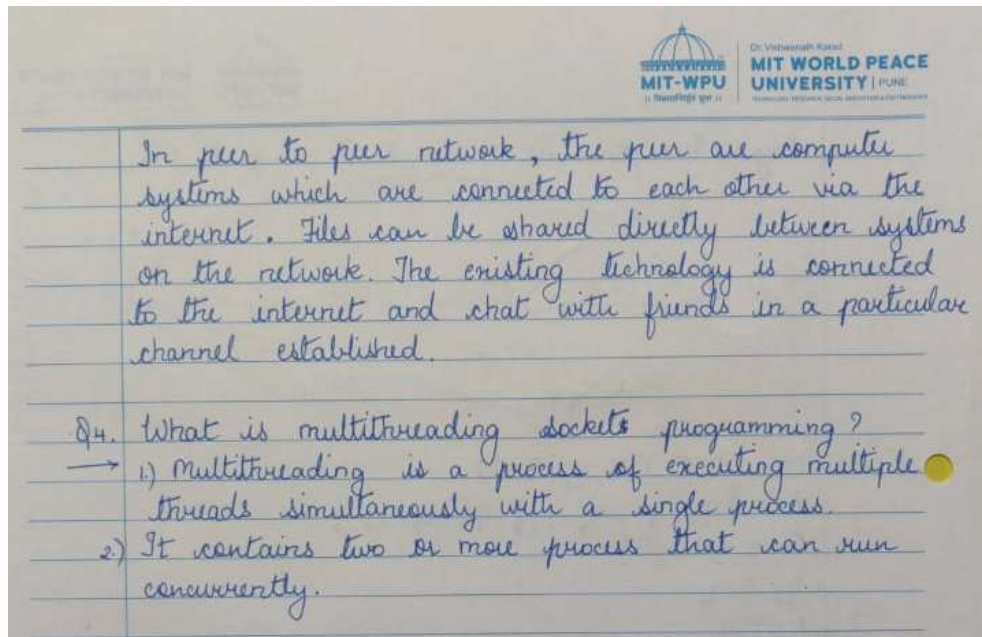 Dr. Vishwanath Karad
MIT WORLD PEACE
UNIVERSITY | PUNE
MIT-WPU
In peer to peer network, the peer are computer
systems which are connected to each other via the
internet. Files can be shared directly between systems
on the network. The existing technology is connected
to the internet and chat with friends in a particular
channel established.
Q4. What is multithreading sockets programming?
→ 1.) Multithreading is a process of executing multiple
threads simultaneously with a single process.
2.) It contains two or more process that can run
concurrently.